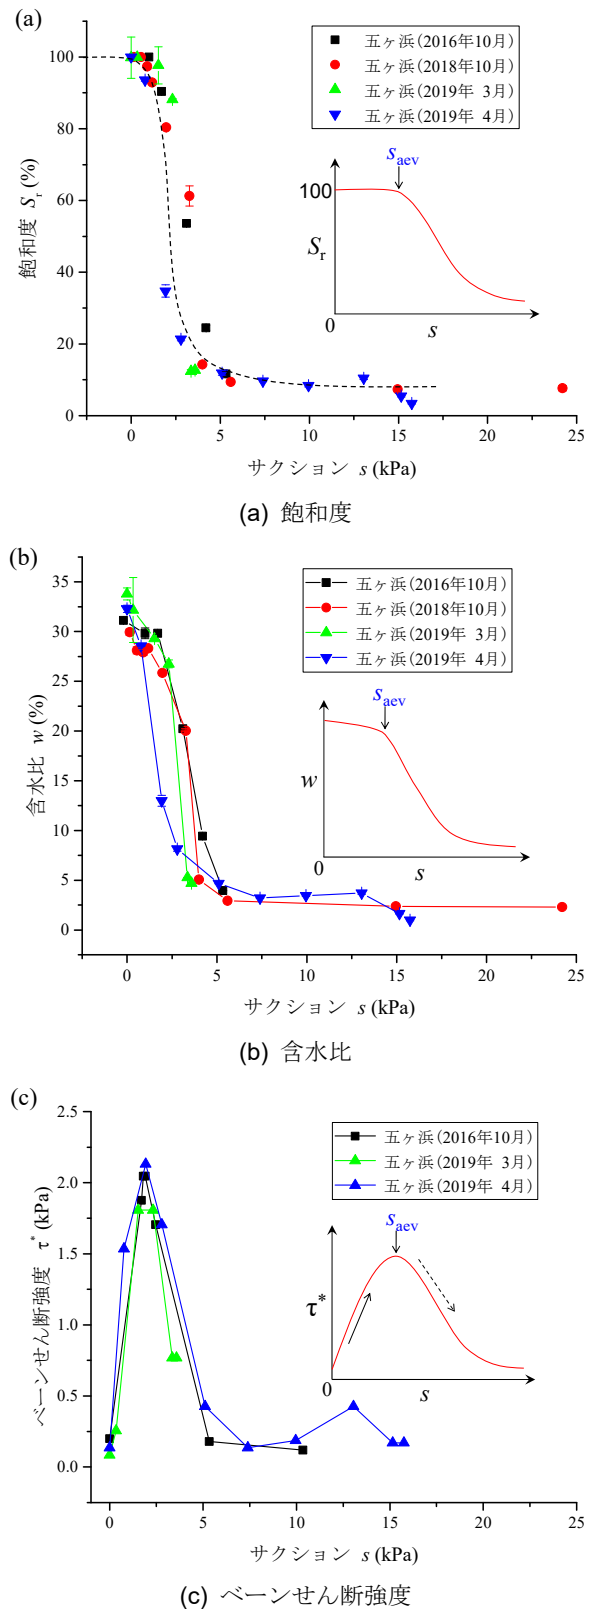 (a)
五ヶ浜(2016年10月)
五ヶ浜(2018年10月)
五ヶ浜(2019年 3月)
五ヶ浜(2019年 4月)
飽和度 Sr (%)
100
80
60
40
20
0
saev
100
Sr
0
s
0 5 10 15 20 25
サクション s (kPa)
(a) 飽和度
(b)
五ヶ浜(2016年10月)
五ヶ浜(2018年10月)
五ヶ浜(2019年 3月)
五ヶ浜(2019年 4月)
含水比 w (%)
35
30
25
20
15
10
5
0
saev
w
0
s
0 5 10 15 20 25
サクション s (kPa)
(b) 含水比
(c)
五ヶ浜(2016年10月)
五ヶ浜(2019年 3月)
五ヶ浜(2019年 4月)
ベーンせん断強度 τ* (kPa)
2.5
2.0
1.5
1.0
0.5
0.0
saev
τ*
0
s
0 5 10 15 20 25
サクション s (kPa)
(c) ベーンせん断強度